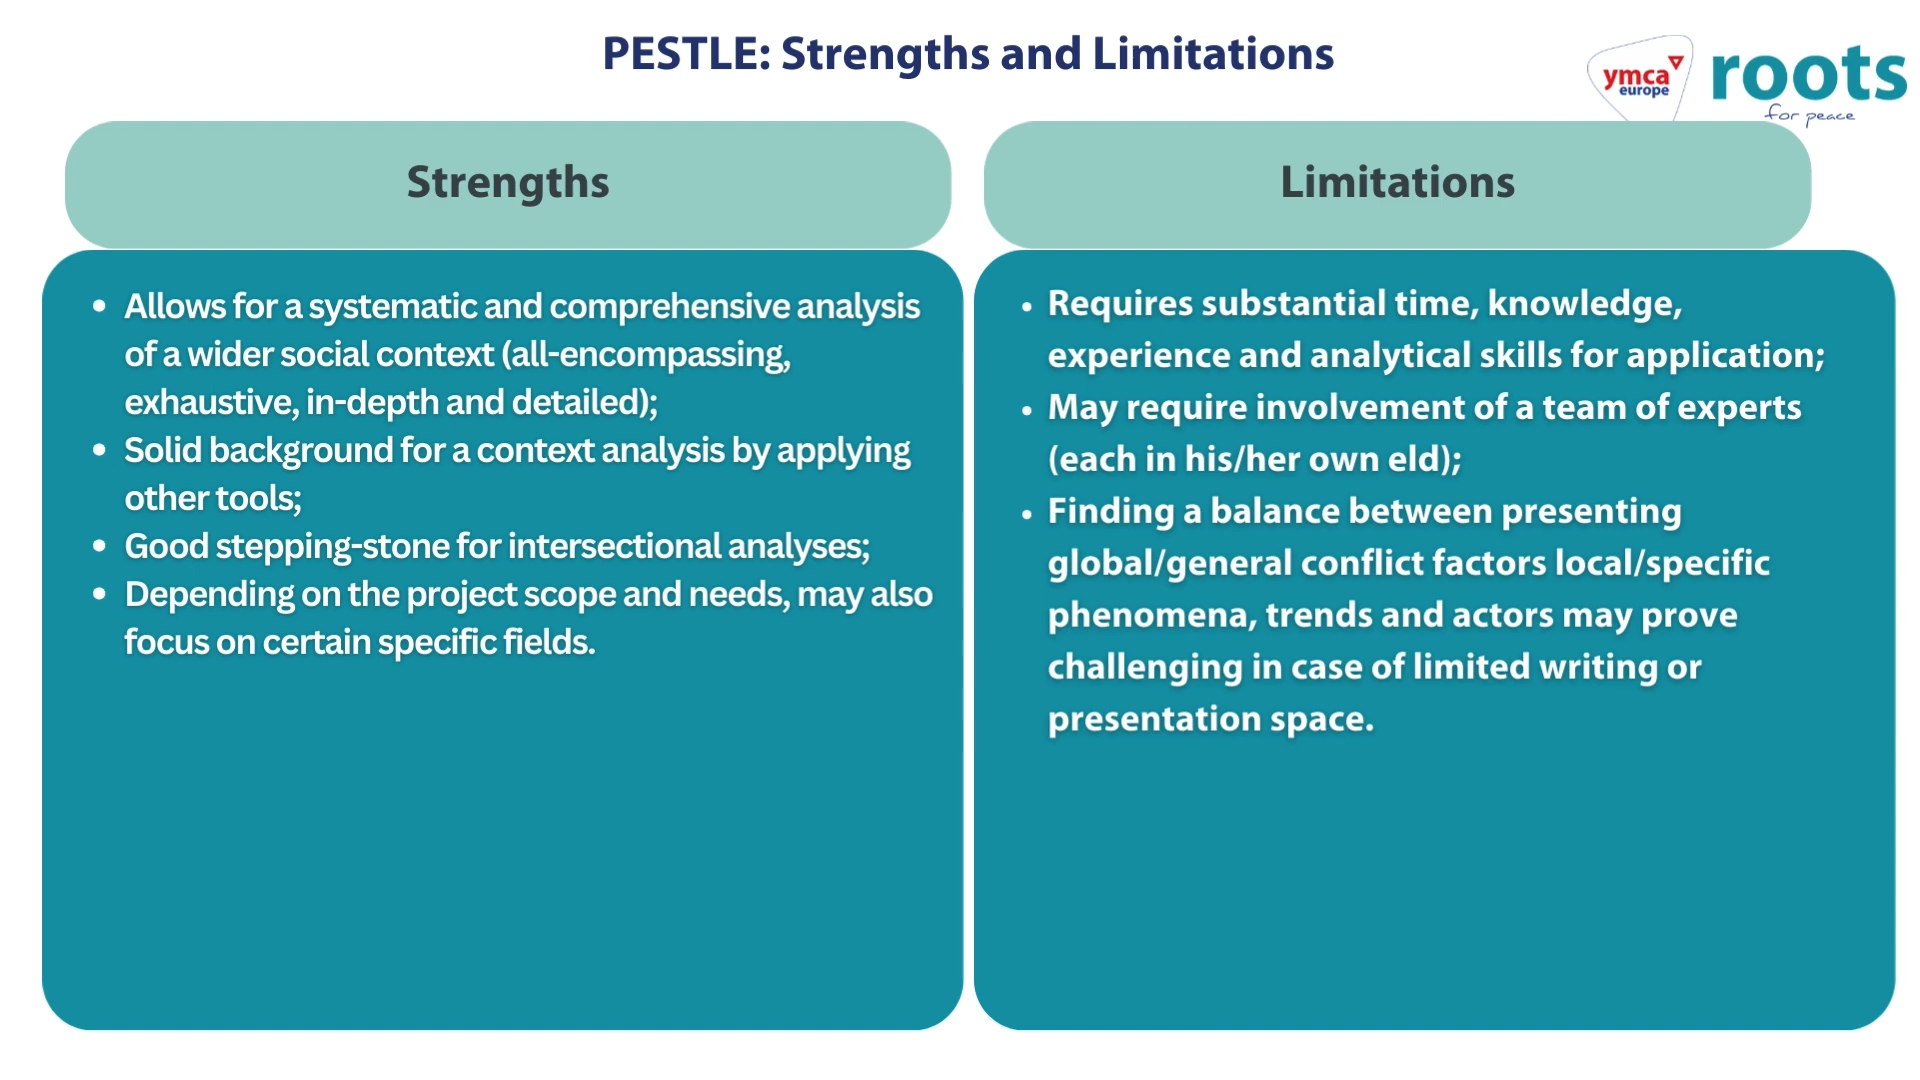 PESTLE: Strengths and Limitations
ymca
europe
roots
for peace
Strengths
• Allows for a systematic and comprehensive analysis
of a wider social context (all-encompassing,
exhaustive, in-depth and detailed);
• Solid background for a context analysis by applying
other tools;
• Good stepping-stone for intersectional analyses;
• Depending on the project scope and needs, may also
focus on certain specific fields.
Limitations
• Requires substantial time, knowledge,
experience and analytical skills for application;
• May require involvement of a team of experts
(each in his/her own eld);
• Finding a balance between presenting
global/general conflict factors local/specific
phenomena, trends and actors may prove
challenging in case of limited writing or
presentation space.